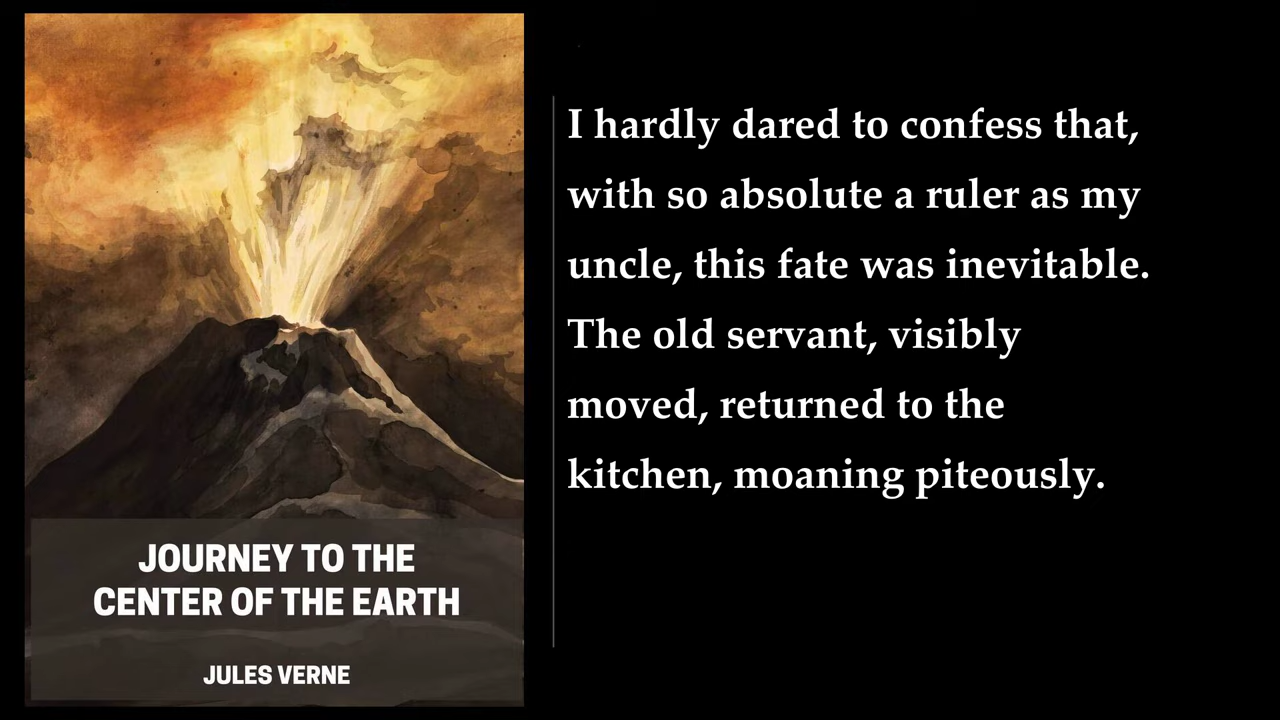 JOURNEY TO THE
CENTER OF THE EARTH
JULES VERNE
I hardly dared to confess that,
with so absolute a ruler as my
uncle, this fate was inevitable.
The old servant, visibly
moved, returned to the
kitchen, moaning piteously.